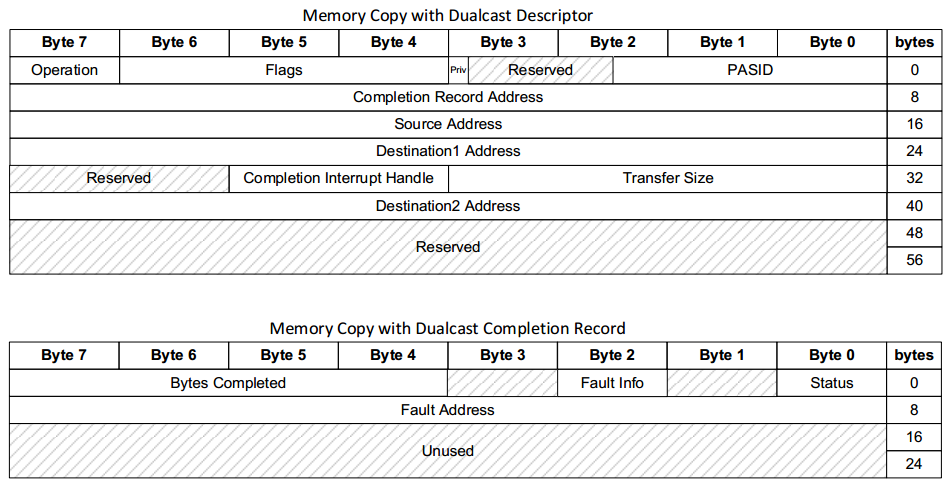 Memory Copy with Dualcast Descriptor
Byte 7 Byte 6 Byte 5 Byte 4 Byte 3 Byte 2 Byte 1 Byte 0 bytes
Operation Flags Priv Reserved PASID 0
Completion Record Address 8
Source Address 16
Destination1 Address 24
Reserved Completion Interrupt Handle Transfer Size 32
Destination2 Address 40
48
Reserved
56
Memory Copy with Dualcast Completion Record
Byte 7 Byte 6 Byte 5 Byte 4 Byte 3 Byte 2 Byte 1 Byte 0 bytes
Bytes Completed Fault Info Status 0
Fault Address 8
16
Unused
24